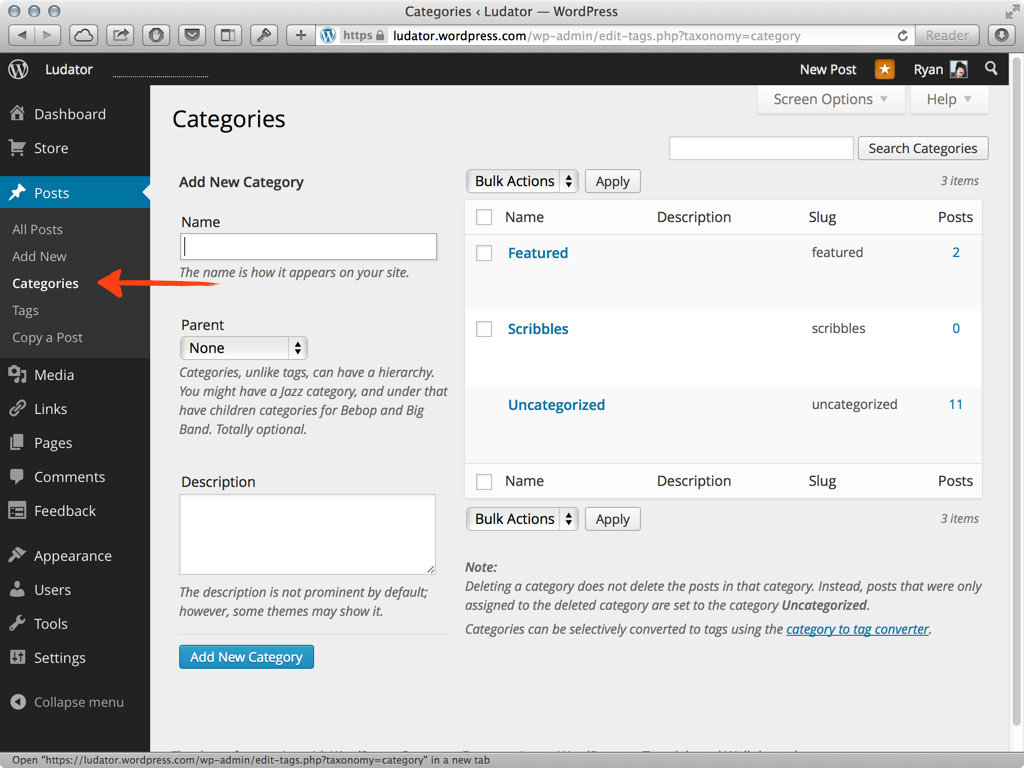 Categories ‹ Ludator — WordPress
https ludator.wordpress.com/wp-admin/edit-tags.php?taxonomy=category Reader
Ludator New Post Ryan
Screen Options Help
Dashboard
Store
Posts
All Posts
Add New
Categories
Tags
Copy a Post
Media
Links
Pages
Comments
Feedback
Appearance
Users
Tools
Settings
Collapse menu
Categories
Search Categories
Add New Category
Name
The name is how it appears on your site.
Parent
None
Categories, unlike tags, can have a hierarchy.
You might have a Jazz category, and under that
have children categories for Bebop and Big
Band. Totally optional.
Description
The description is not prominent by default;
however, some themes may show it.
Add New Category
Bulk Actions Apply 3 items
Name Description Slug Posts
Featured featured 2
Scribbles scribbles 0
Uncategorized uncategorized 11
Name Description Slug Posts
Bulk Actions Apply 3 items
Note:
Deleting a category does not delete the posts in that category. Instead, posts that were only
assigned to the deleted category are set to the category Uncategorized.
Categories can be selectively converted to tags using the category to tag converter.
Open "https://ludator.wordpress.com/wp-admin/edit-tags.php?taxonomy=category" in a new tab